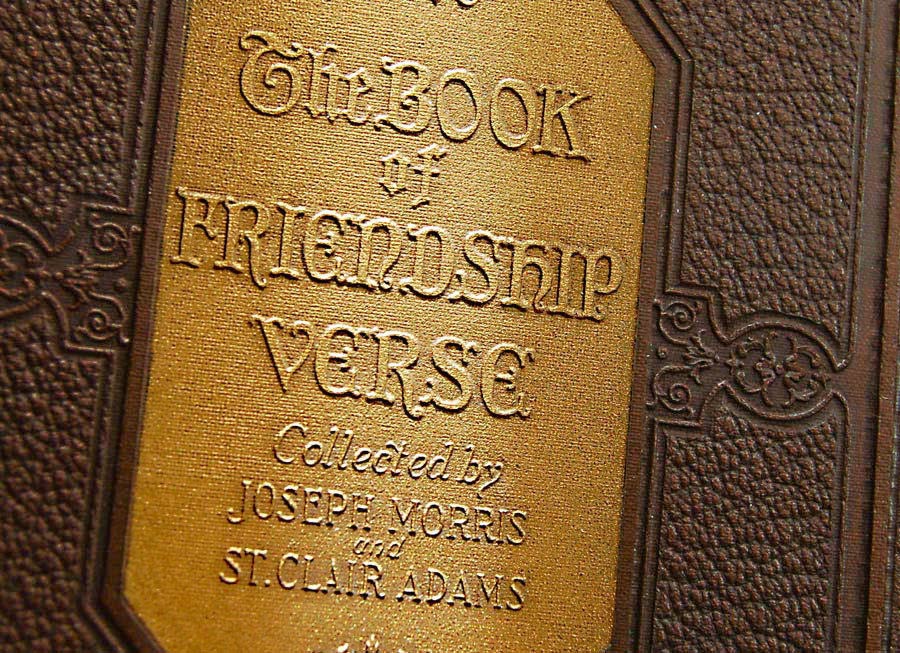 The BOOK
of
FRIENDSHIP
VERSE
Collected by
JOSEPH MORRIS
and
ST. CLAIR ADAMS